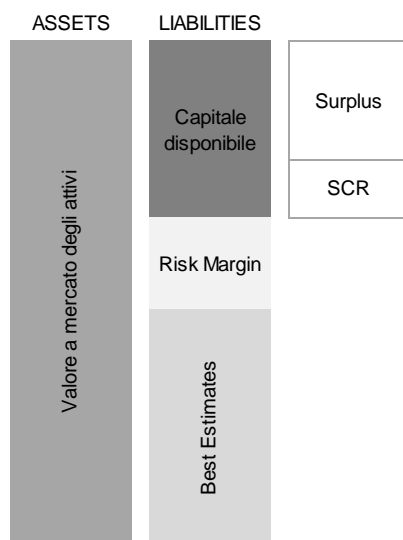 ASSETS
LIABILITIES
Capitale
disponibile
Surplus
SCR
Risk Margin
Valore a mercato degli attivi
Best Estimates